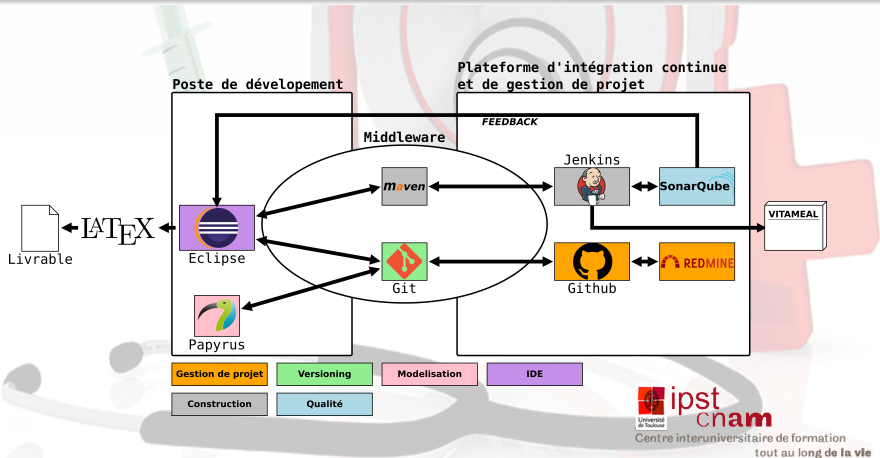 Plateforme d'intégration continue
et de gestion de projet
Poste de dévelopement
FEEDBACK
Middleware
Jenkins
maven
SonarQube
VITAMEAL
LATEX
Livrable
Eclipse
Git
Github
REDMINE
Papyrus
Gestion de projet
Versioning
Modelisation
IDE
Construction
Qualité
ipst
cnam
Université
de Toulouse
Centre interuniversitaire de formation
tout au long de la vie